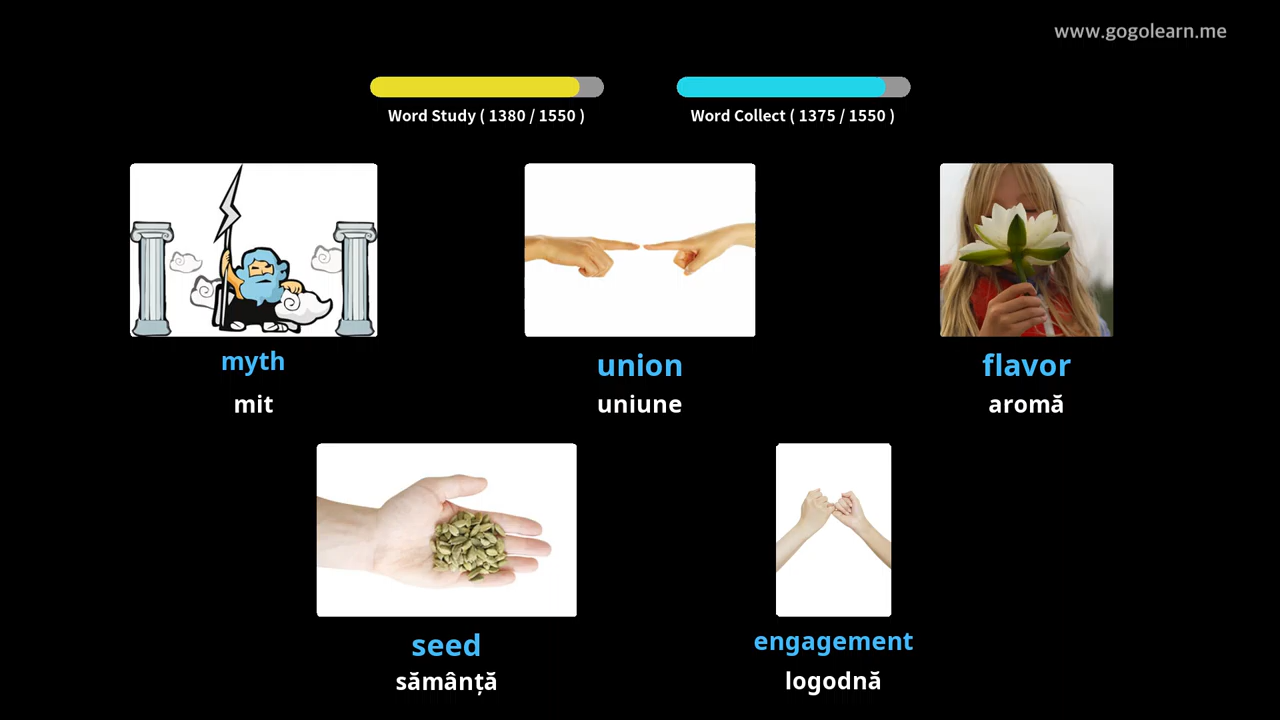 www.gogolearn.me
Word Study ( 1380 / 1550 )
Word Collect ( 1375 / 1550 )
myth
union
flavor
mit
uniune
aromă
seed
engagement
sămânță
logodnă